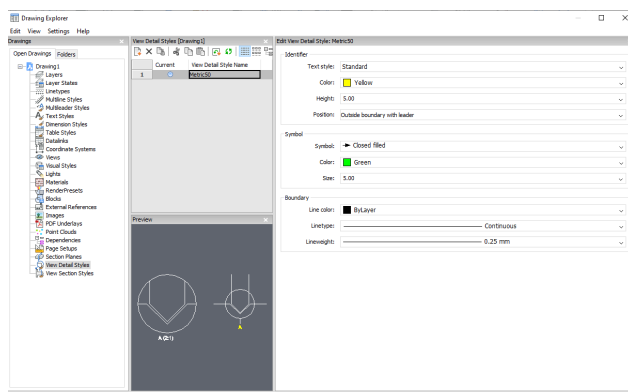 Drawing Explorer
Edit View Settings Help
Drawings
Open Drawings Folders
Drawing1
Layers
Layer States
Linetypes
Multiline Styles
Multileader Styles
Text Styles
Dimension Styles
Table Styles
Datalinks
Coordinate Systems
Views
Visual Styles
Lights
Materials
RenderPresets
Blocks
External References
Images
PDF Underlays
Point Clouds
Dependencies
Page Setups
Section Planes
View Detail Styles
View Section Styles
View Detail Styles [Drawing1]
Current View Detail Style Name
1 Metric50
Preview
A (2:1)
A
Edit View Detail Style: Metric50
Identifier
Text style: Standard
Color: Yellow
Height: 5.00
Position: Outside boundary with leader
Symbol
Symbol: Closed filled
Color: Green
Size: 5.00
Boundary
Line color: ByLayer
Linetype: Continuous
Lineweight: 0.25 mm